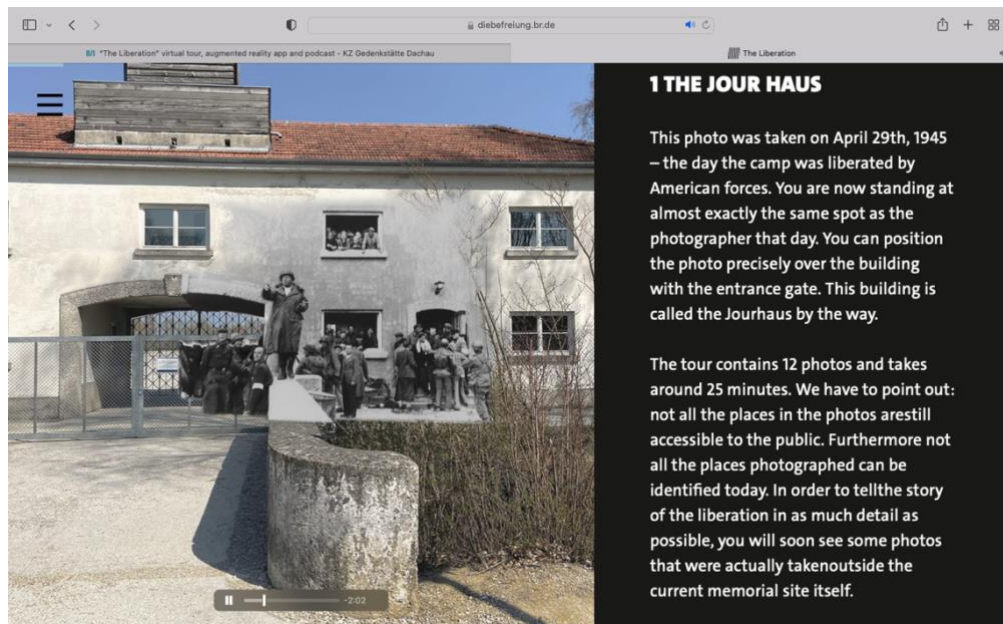 diebefreiung.br.de
BR "The Liberation" virtual tour, augmented reality app and podcast - KZ Gedenkstätte Dachau
The Liberation
1 THE JOUR HAUS
This photo was taken on April 29th, 1945
– the day the camp was liberated by
American forces. You are now standing at
almost exactly the same spot as the
photographer that day. You can position
the photo precisely over the building
with the entrance gate. This building is
called the Jourhaus by the way.
The tour contains 12 photos and takes
around 25 minutes. We have to point out:
not all the places in the photos arestill
accessible to the public. Furthermore not
all the places photographed can be
identified today. In order to tellthe story
of the liberation in as much detail as
possible, you will soon see some photos
that were actually takenoutside the
current memorial site itself.
-2:02